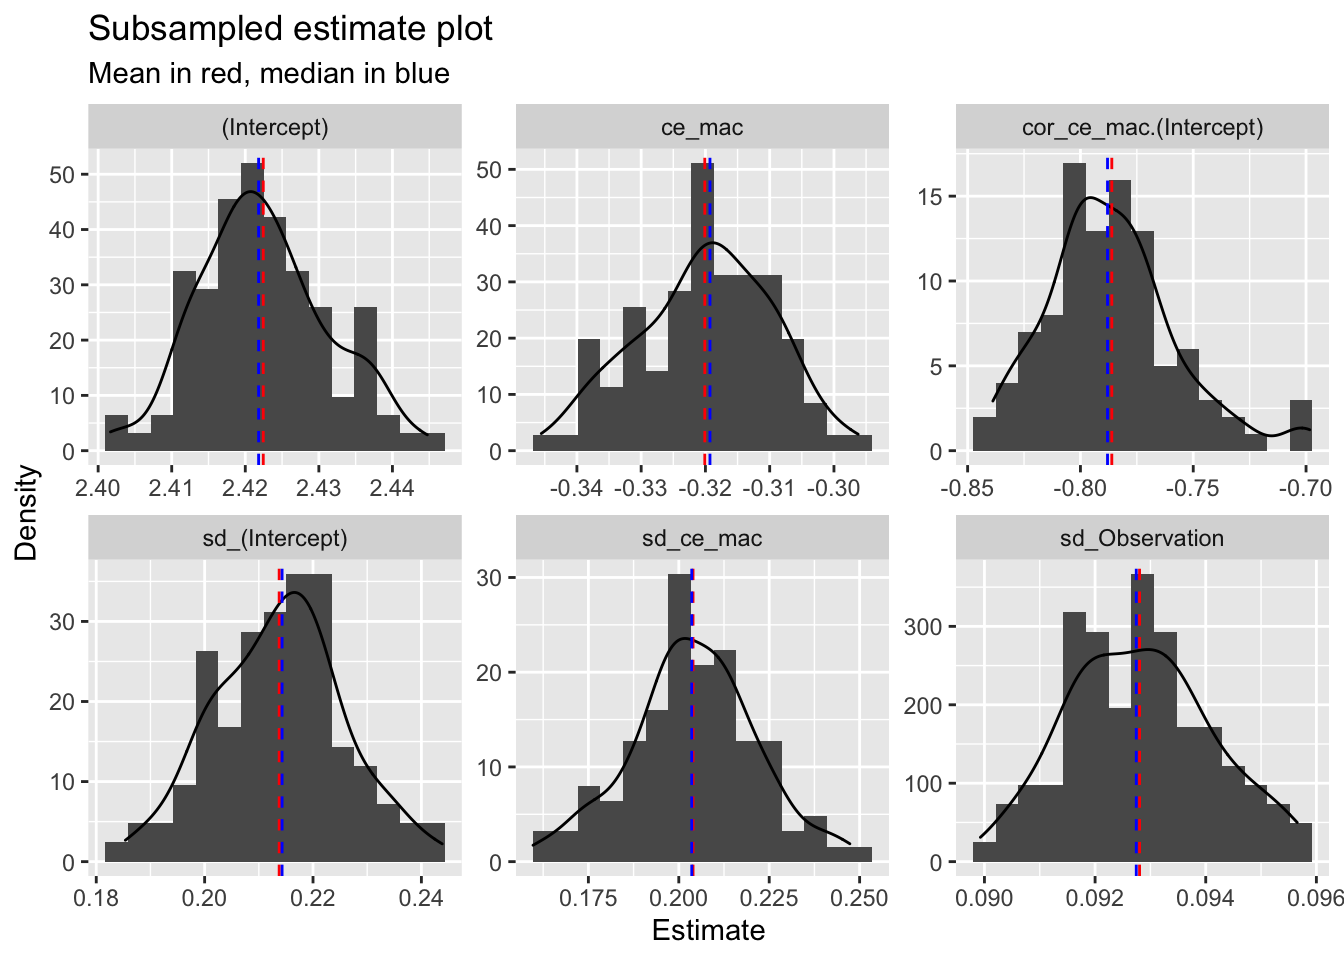 Subsampled estimate plot
Mean in red, median in blue
(Intercept) ce_mac cor_ce_mac.(Intercept)
50 50 15
40 40 10
30 30 5
20 20 0
10 10
0 0
2.40 2.41 2.42 2.43 2.44 -0.34 -0.33 -0.32 -0.31 -0.30 -0.85 -0.80 -0.75 -0.70
Density
sd_(Intercept) sd_ce_mac sd_Observation
30 30 300
20 20 200
10 10 100
0 0 0
0.18 0.20 0.22 0.24 0.175 0.200 0.225 0.250 0.090 0.092 0.094 0.096
Estimate